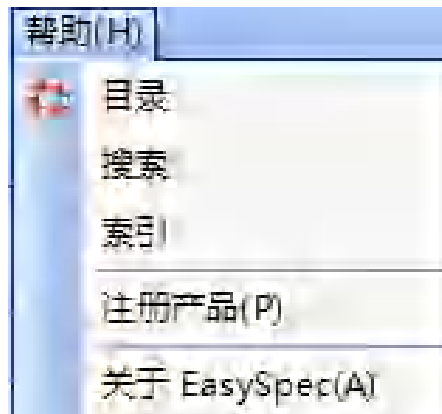 帮助(H)
目录
搜索
索引
注册产品(P)
关于 EasySpec(A)